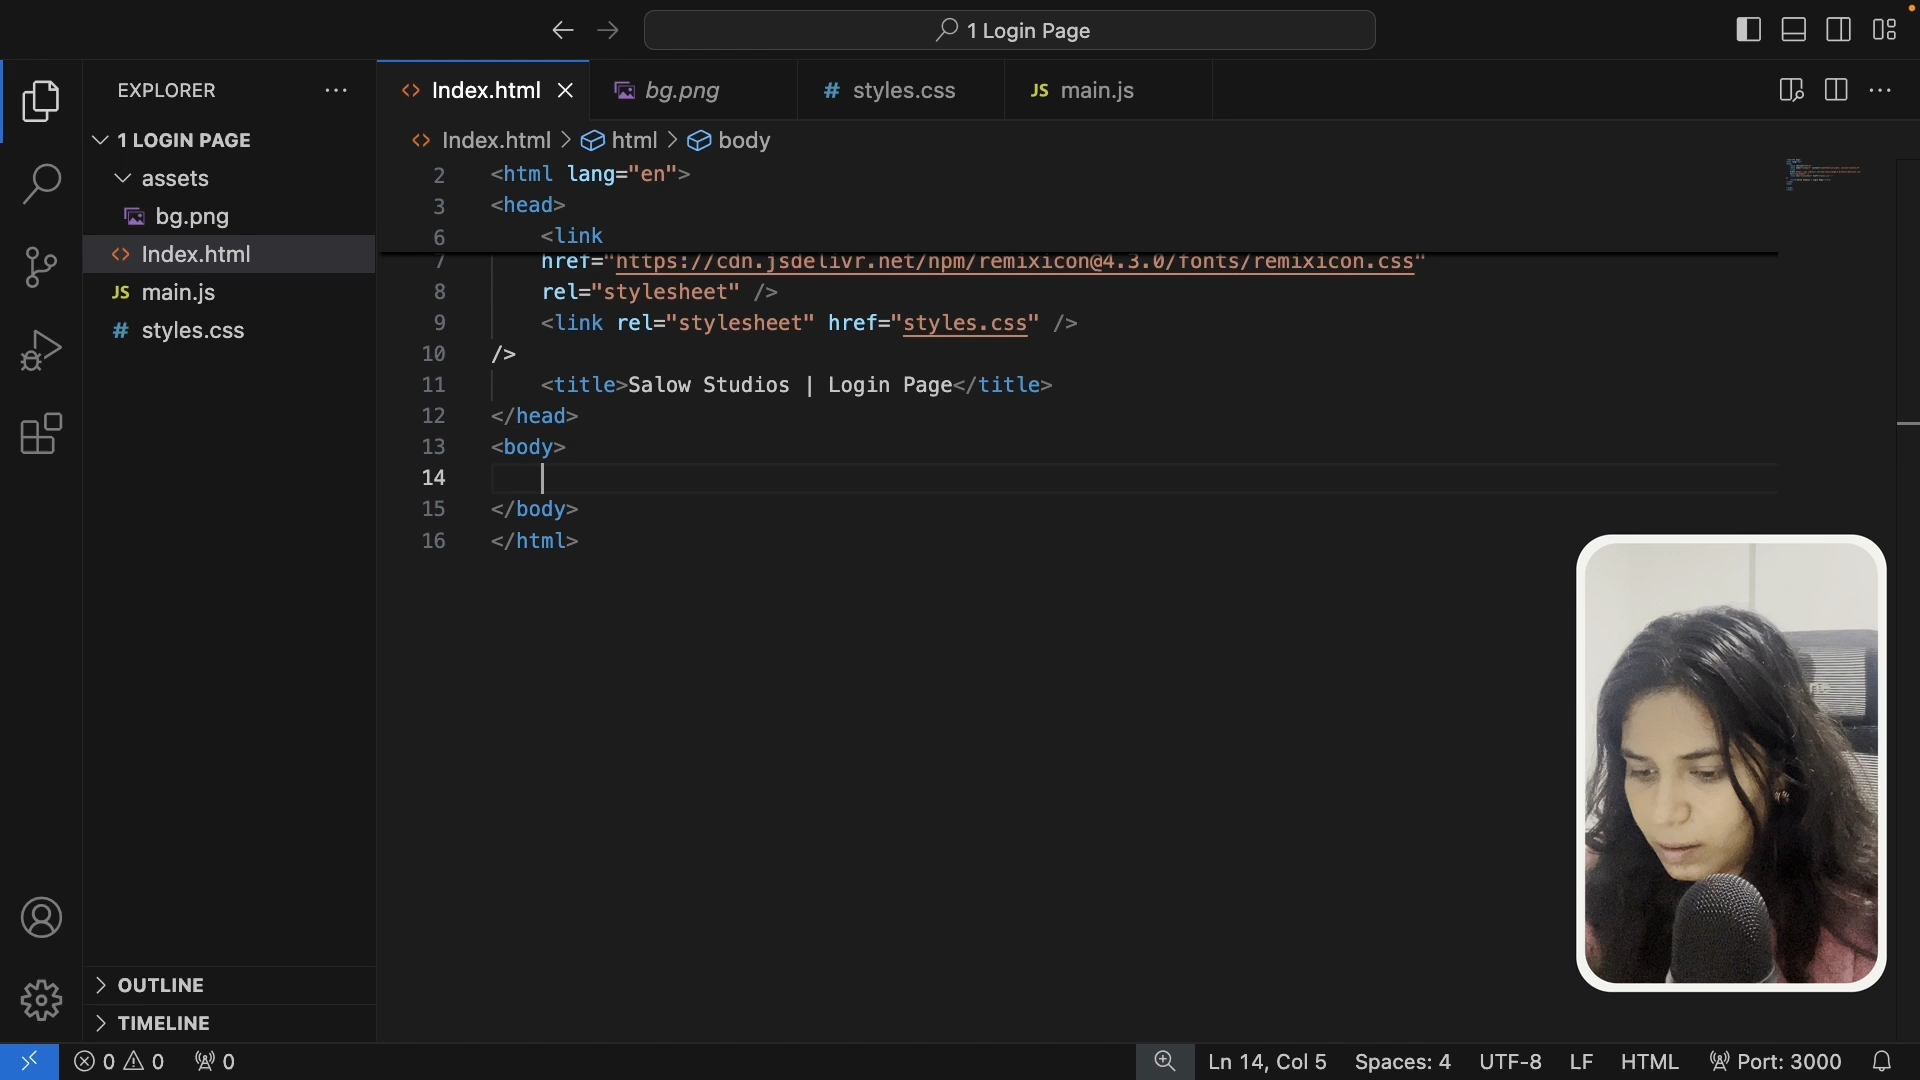 1 Login Page
EXPLORER
1 LOGIN PAGE
assets
bg.png
Index.html
JS main.js
# styles.css
OUTLINE
TIMELINE
<> Index.html
bg.png
# styles.css
JS main.js
<> Index.html > html > body
2 <html lang="en">
3 <head>
6 <link
7 href="https://cdn.jsdelivr.net/npm/remixicon@4.3.0/fonts/remixicon.css"
8 rel="stylesheet" />
9 <link rel="stylesheet" href="styles.css" />
10 />
11 <title>Salow Studios | Login Page</title>
12 </head>
13 <body>
14
15 </body>
16 </html>
0 0 0
Ln 14, Col 5 Spaces: 4 UTF-8 LF HTML Port: 3000